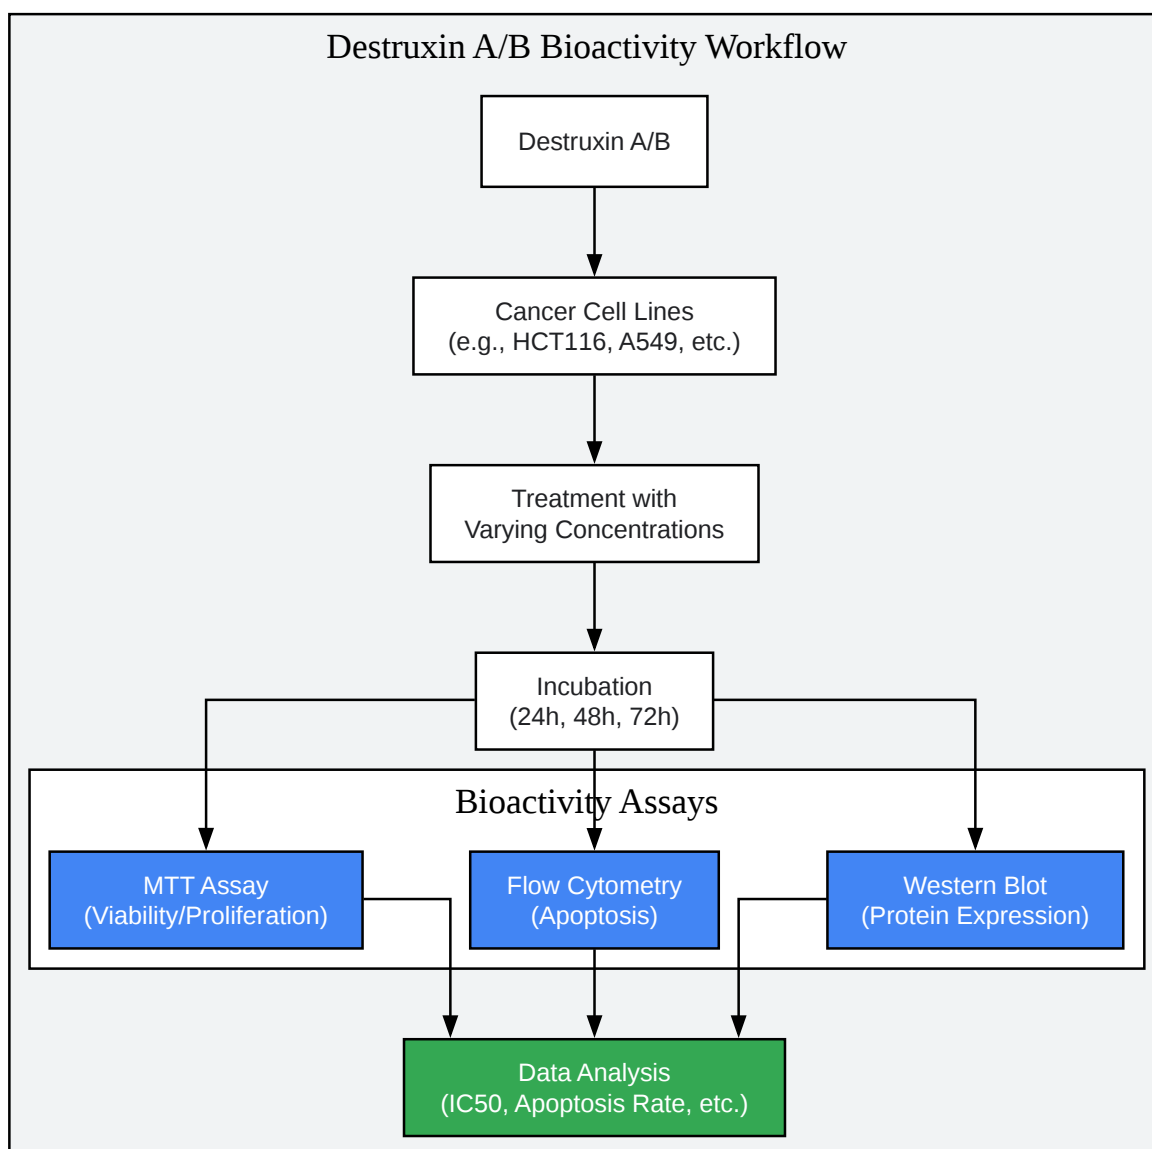 Destruxin A/B Bioactivity Workflow
Destruxin A/B
Cancer Cell Lines
(e.g., HCT116, A549, etc.)
Treatment with
Varying Concentrations
Incubation
(24h, 48h, 72h)
Bioactivity Assays
MTT Assay
(Viability/Proliferation)
Flow Cytometry
(Apoptosis)
Western Blot
(Protein Expression)
Data Analysis
(IC50, Apoptosis Rate, etc.)